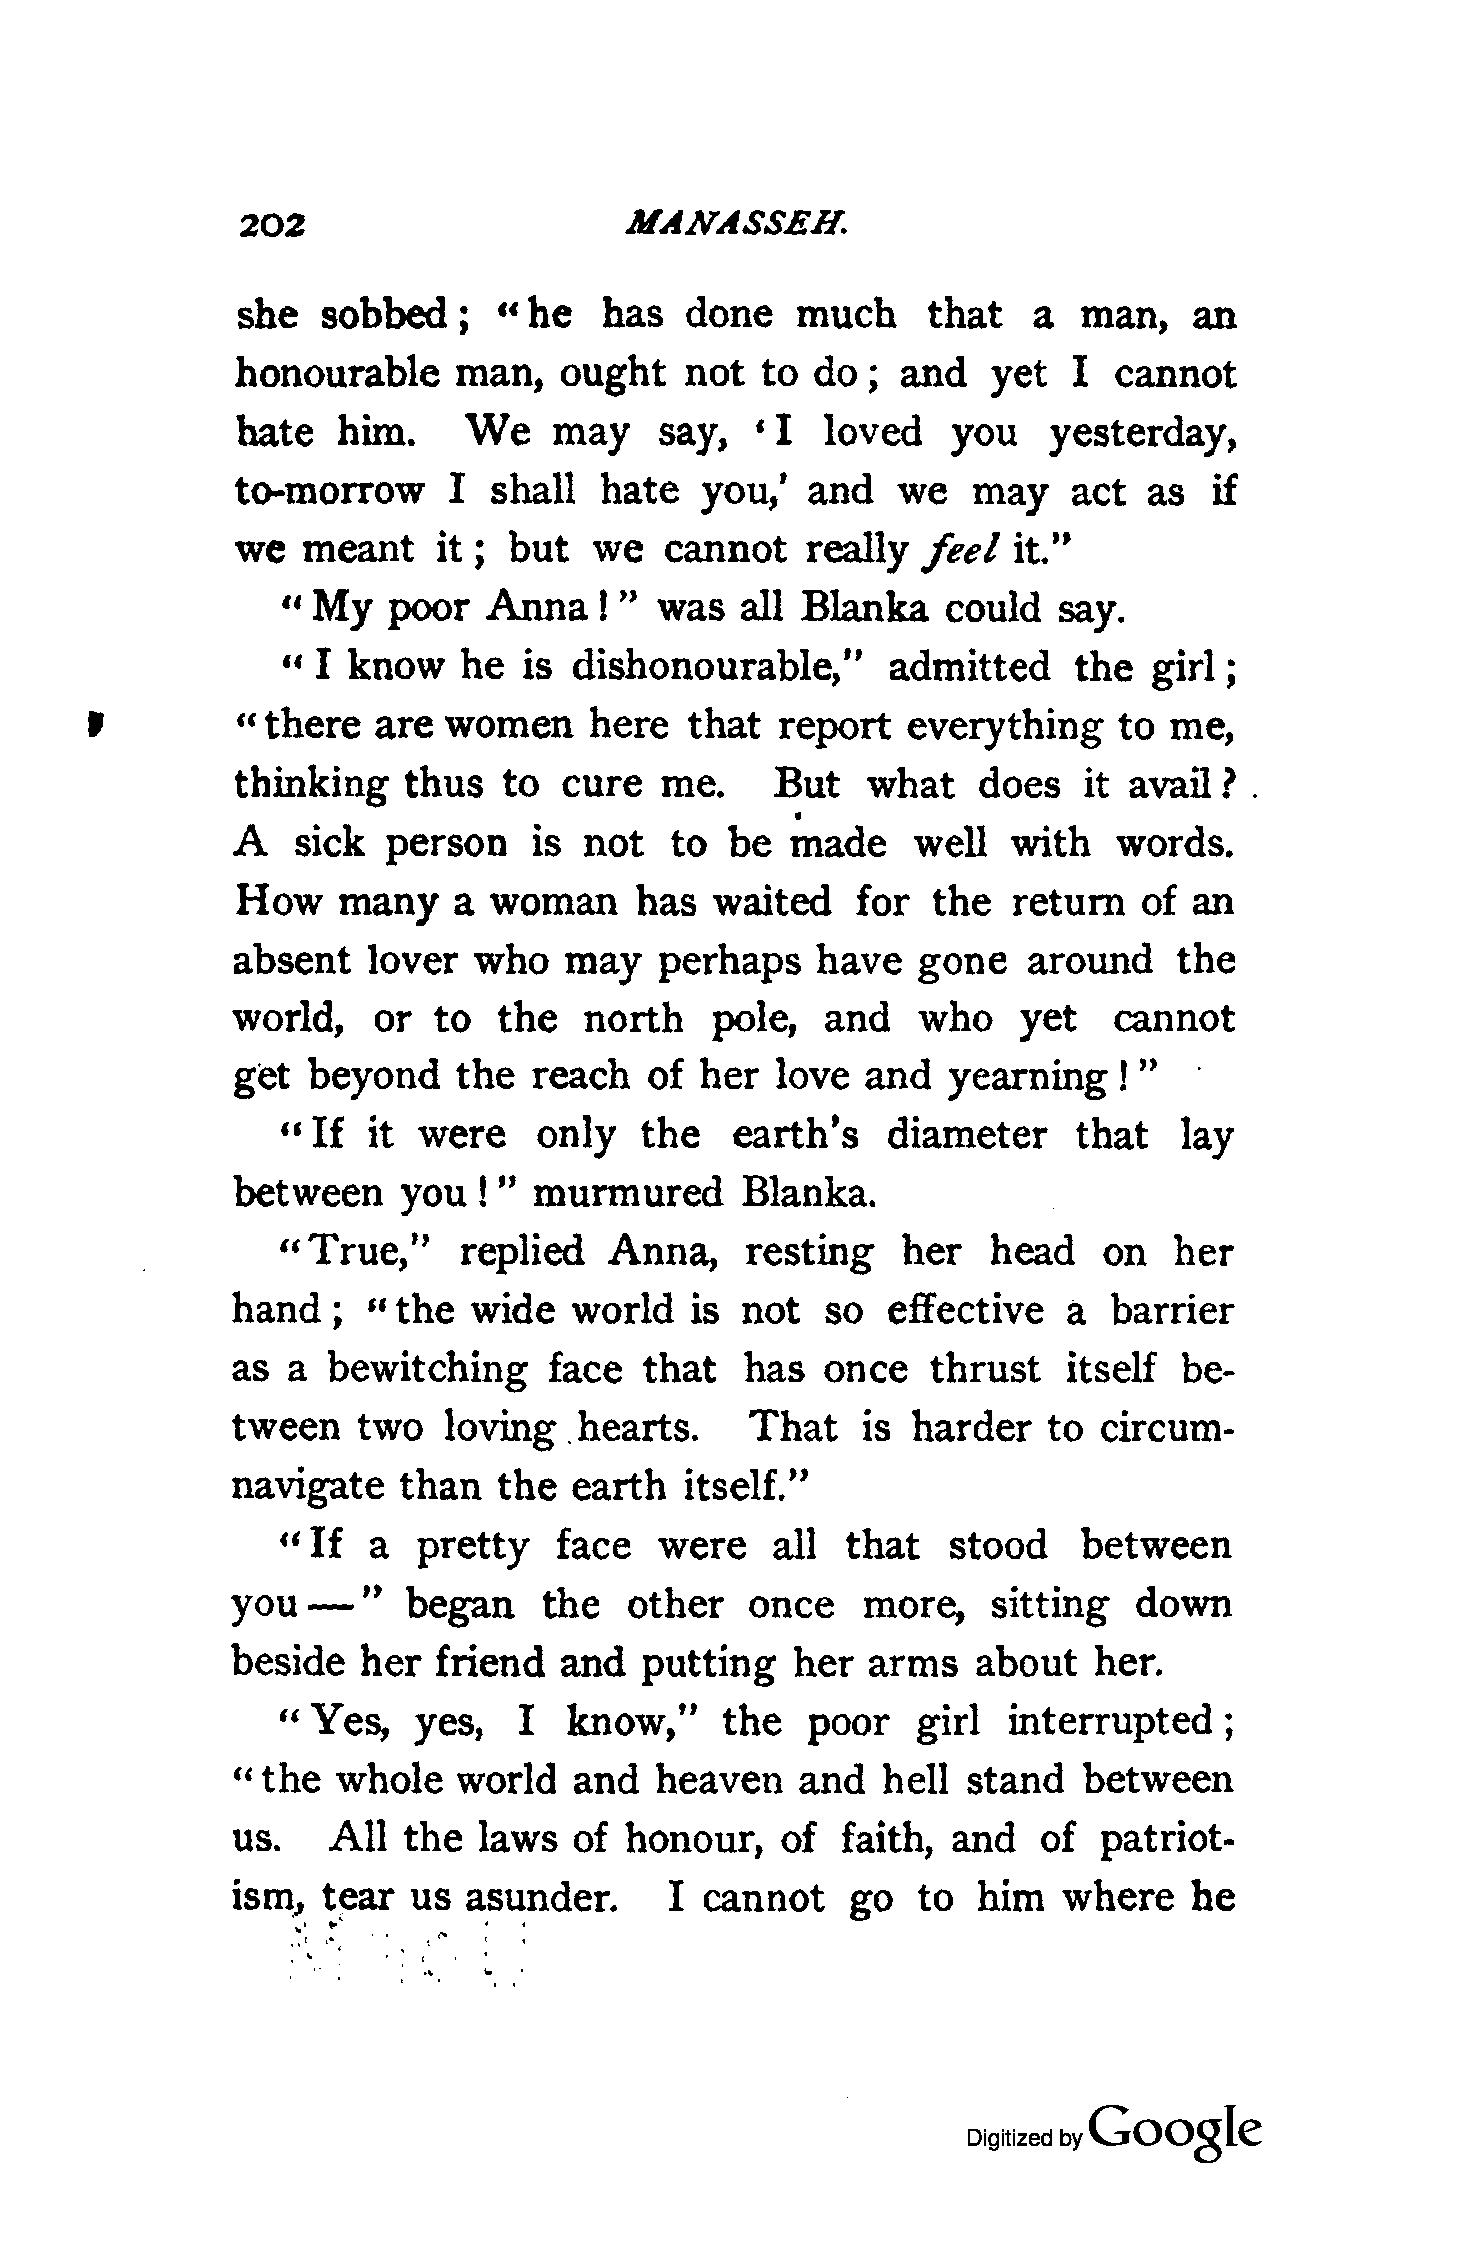 202 MANASSEH.
she sobbed; "he has done much that a man, an
honourable man, ought not to do; and yet I cannot
hate him. We may say, 'I loved you yesterday,
to-morrow I shall hate you,' and we may act as if
we meant it; but we cannot really feel it."
"My poor Anna!" was all Blanka could say.
"I know he is dishonourable," admitted the girl;
"there are women here that report everything to me,
thinking thus to cure me. But what does it avail?
A sick person is not to be made well with words.
How many a woman has waited for the return of an
absent lover who may perhaps have gone around the
world, or to the north pole, and who yet cannot
get beyond the reach of her love and yearning!"
"If it were only the earth's diameter that lay
between you!" murmured Blanka.
"True," replied Anna, resting her head on her
hand; "the wide world is not so effective a barrier
as a bewitching face that has once thrust itself be-
tween two loving hearts. That is harder to circum-
navigate than the earth itself."
"If a pretty face were all that stood between
you—" began the other once more, sitting down
beside her friend and putting her arms about her.
"Yes, yes, I know," the poor girl interrupted;
"the whole world and heaven and hell stand between
us. All the laws of honour, of faith, and of patriot-
ism, tear us asunder. I cannot go to him where he
Digitized by Google